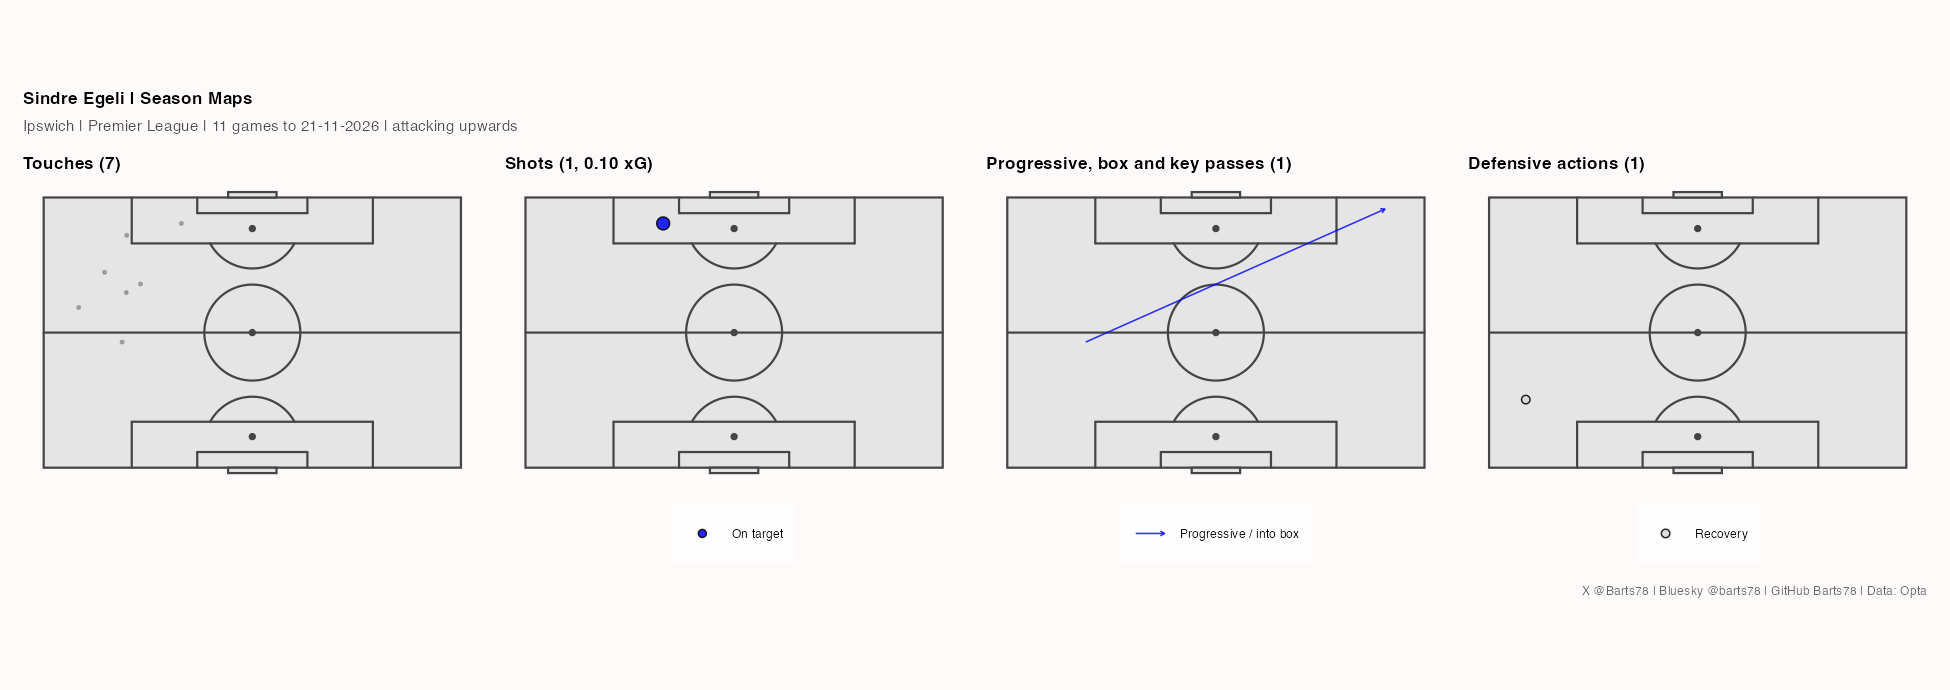 Sindre Egeli | Season Maps
Ipswich | Premier League | 11 games to 21-11-2026 | attacking upwards
Touches (7)
Shots (1, 0.10 xG)
Progressive, box and key passes (1)
Defensive actions (1)
On target
Progressive / into box
Recovery
X @Barts78 | Bluesky @barts78 | GitHub Barts78 | Data: Opta